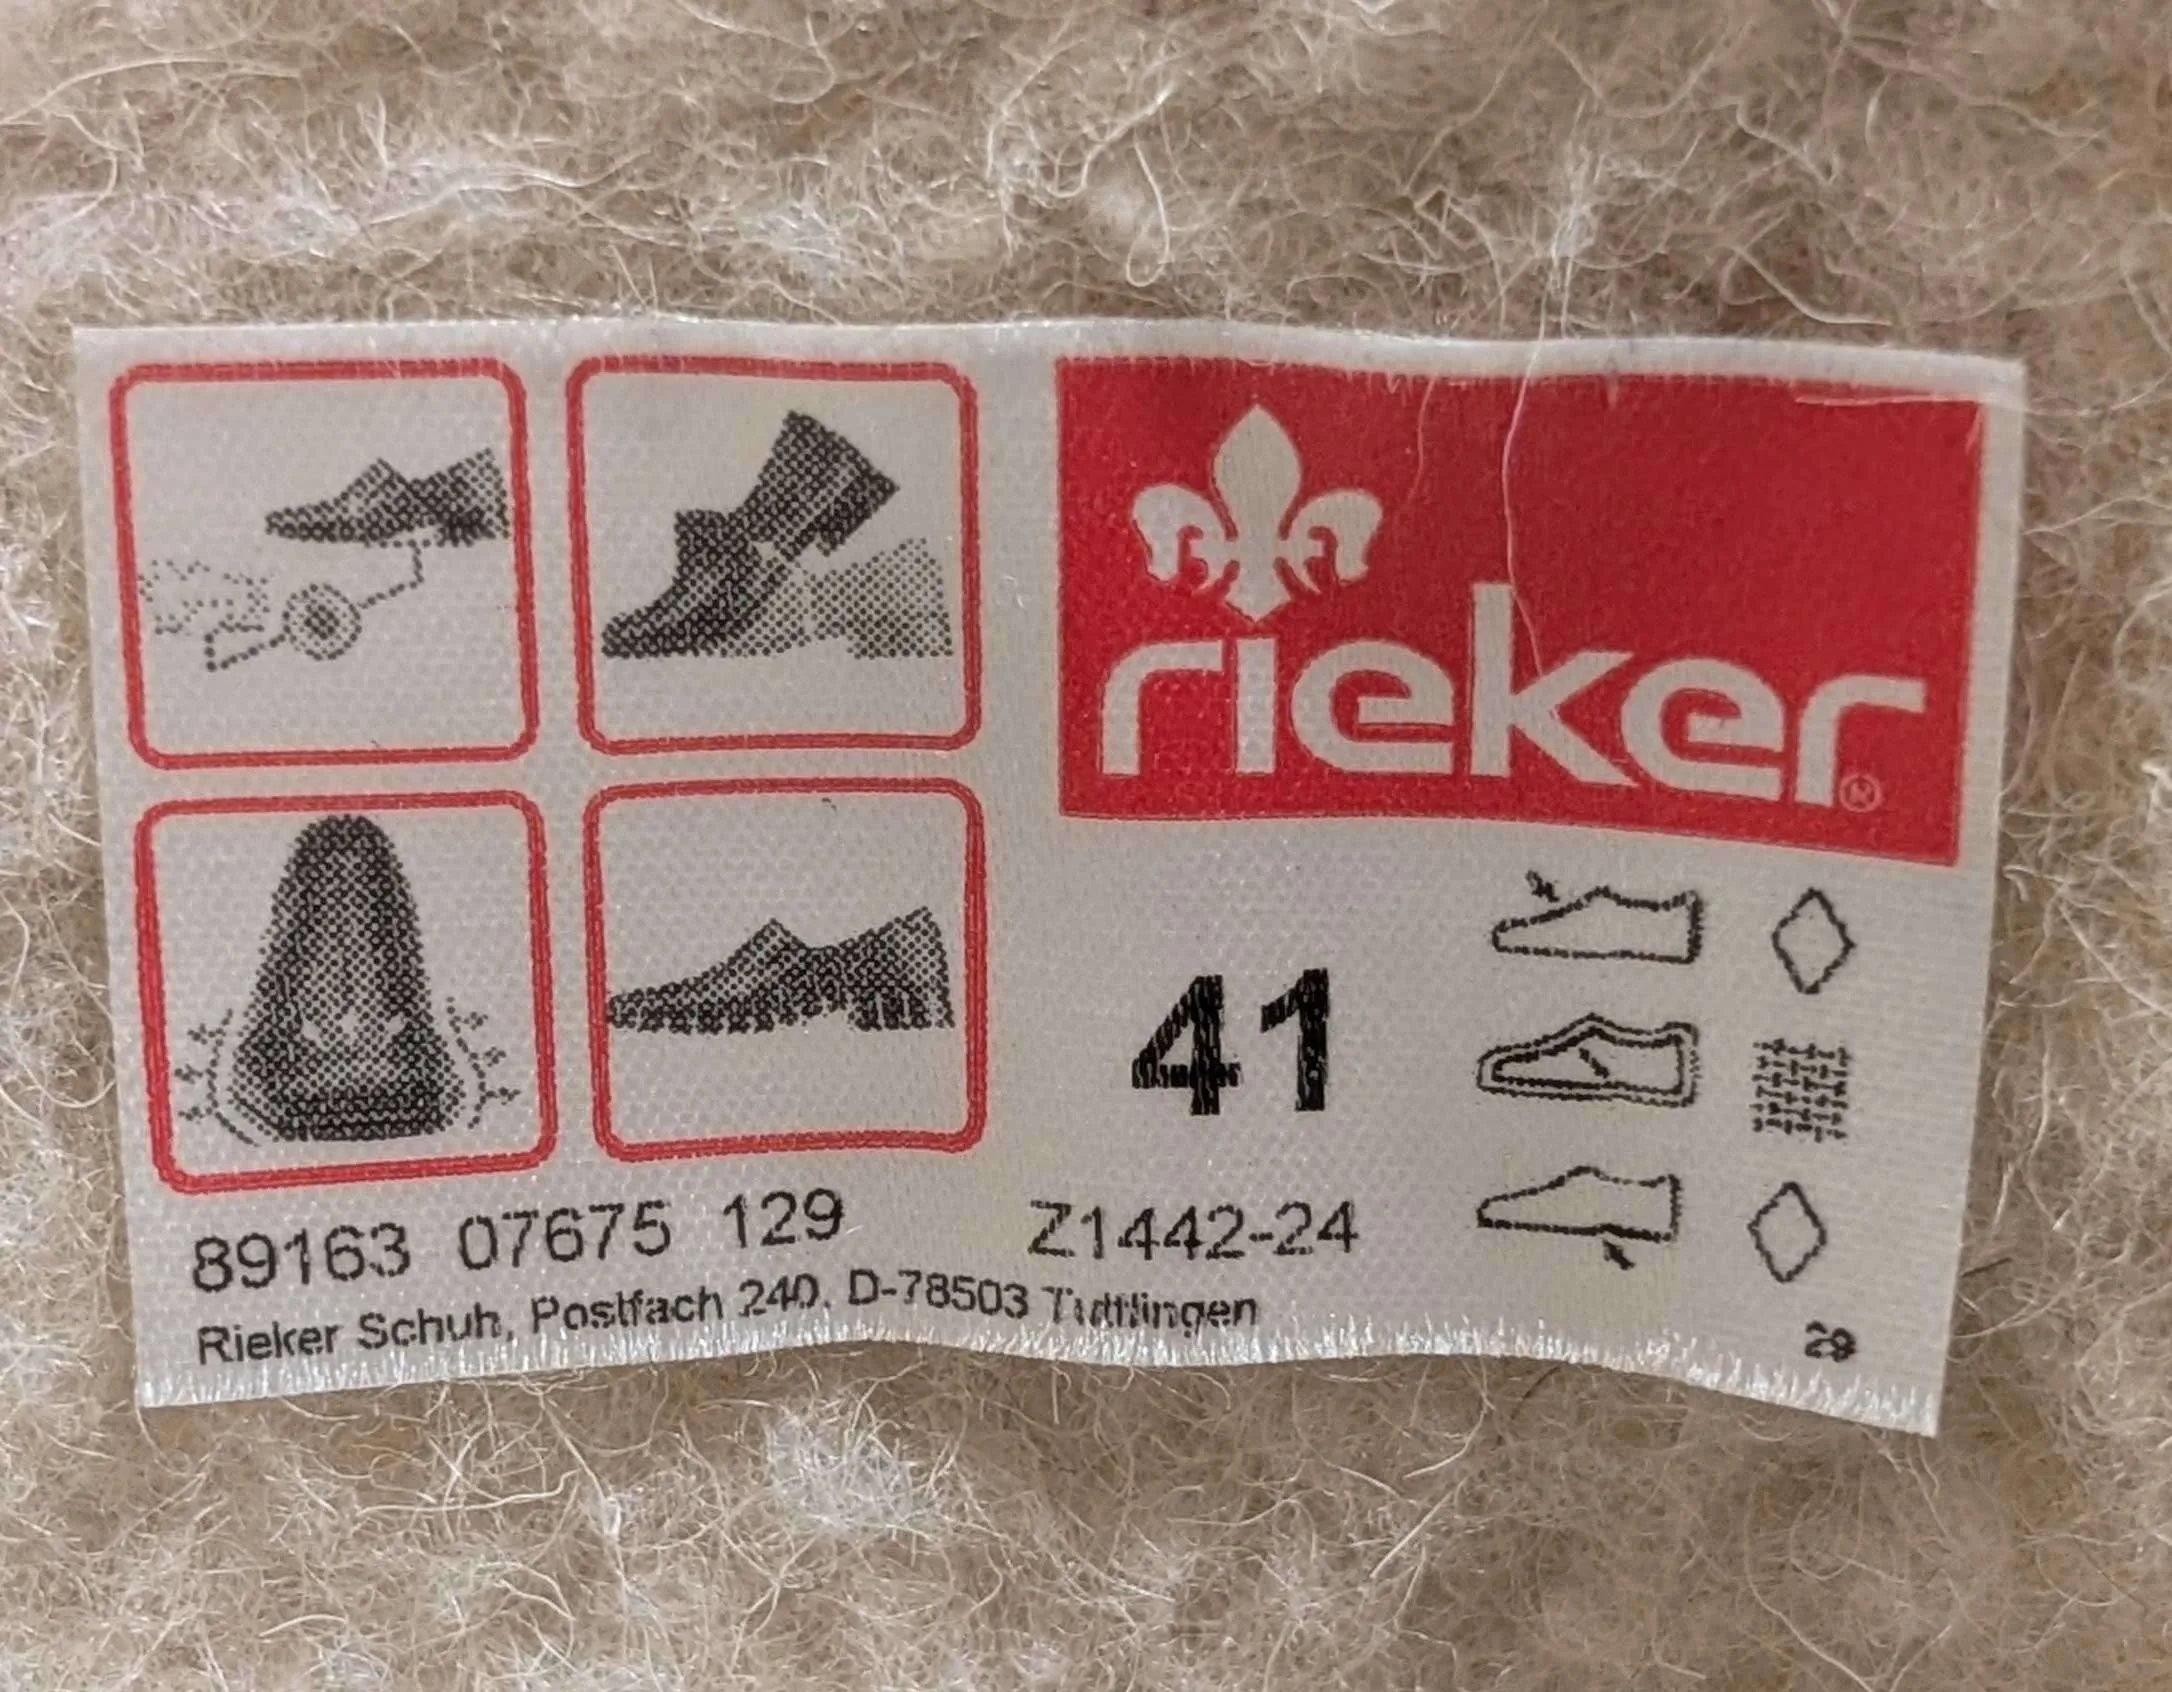 rieker®
41
89163 07675 129 Z1442-24
Rieker Schuh, Postfach 240, D-78503 Tuttlingen
29